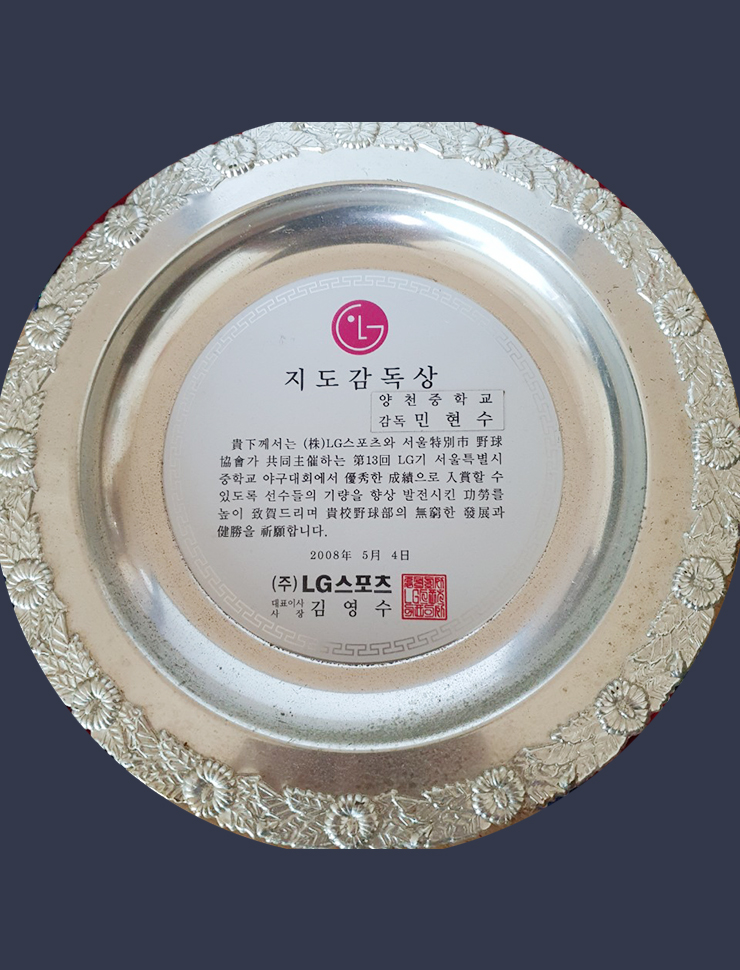 LG
지도감독상
양천중학교
감독 민현수
貴下께서는 (株)LG스포츠와 서울特別市 野球
協會가 共同主催하는 第13回 LG기 서울특별시
중학교 야구대회에서 優秀한 成績으로 入賞할 수
있도록 선수들의 기량을 향상 발전시킨 功勞를
높이 致賀드리며 貴校野球部의 無窮한 發展과
健勝을 祈願합니다.
2008年 5月 4日
(주)LG스포츠
대표이사
사 장 김영수